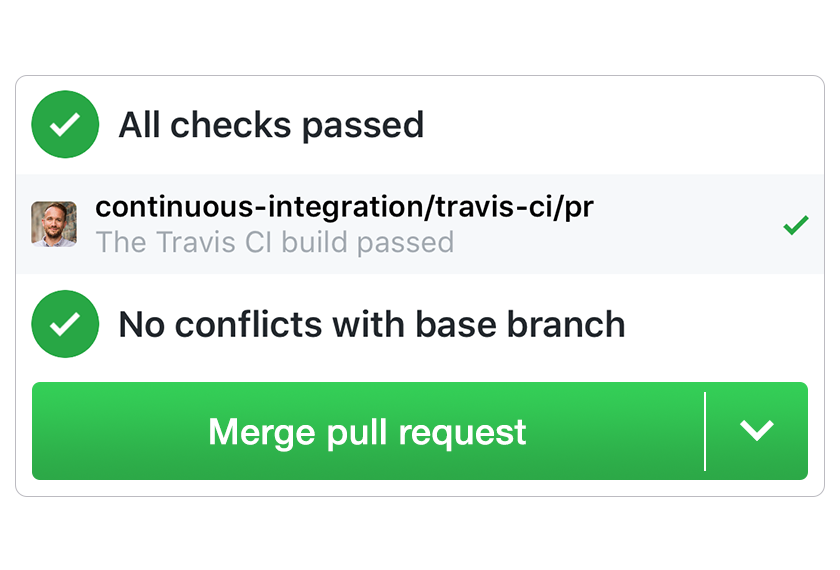 All checks passed
continuous-integration/travis-ci/pr
The Travis CI build passed
No conflicts with base branch
Merge pull request